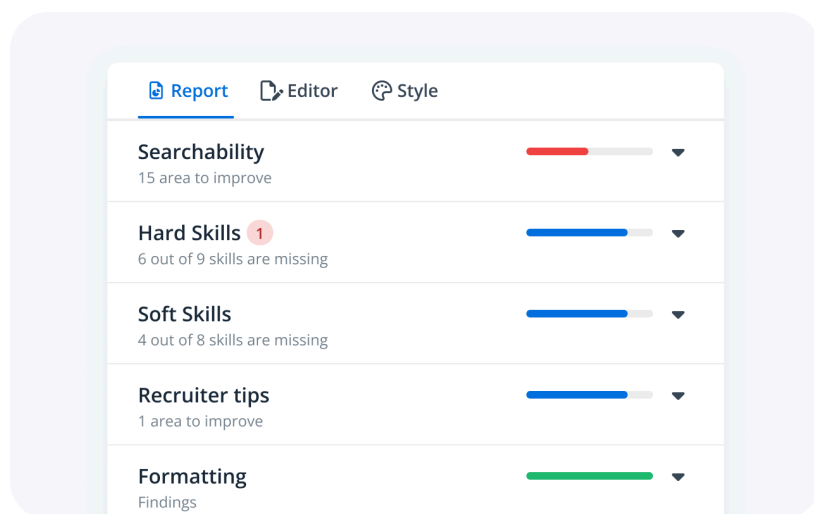 Report Editor Style
Searchability
15 area to improve
Hard Skills 1
6 out of 9 skills are missing
Soft Skills
4 out of 8 skills are missing
Recruiter tips
1 area to improve
Formatting
Findings